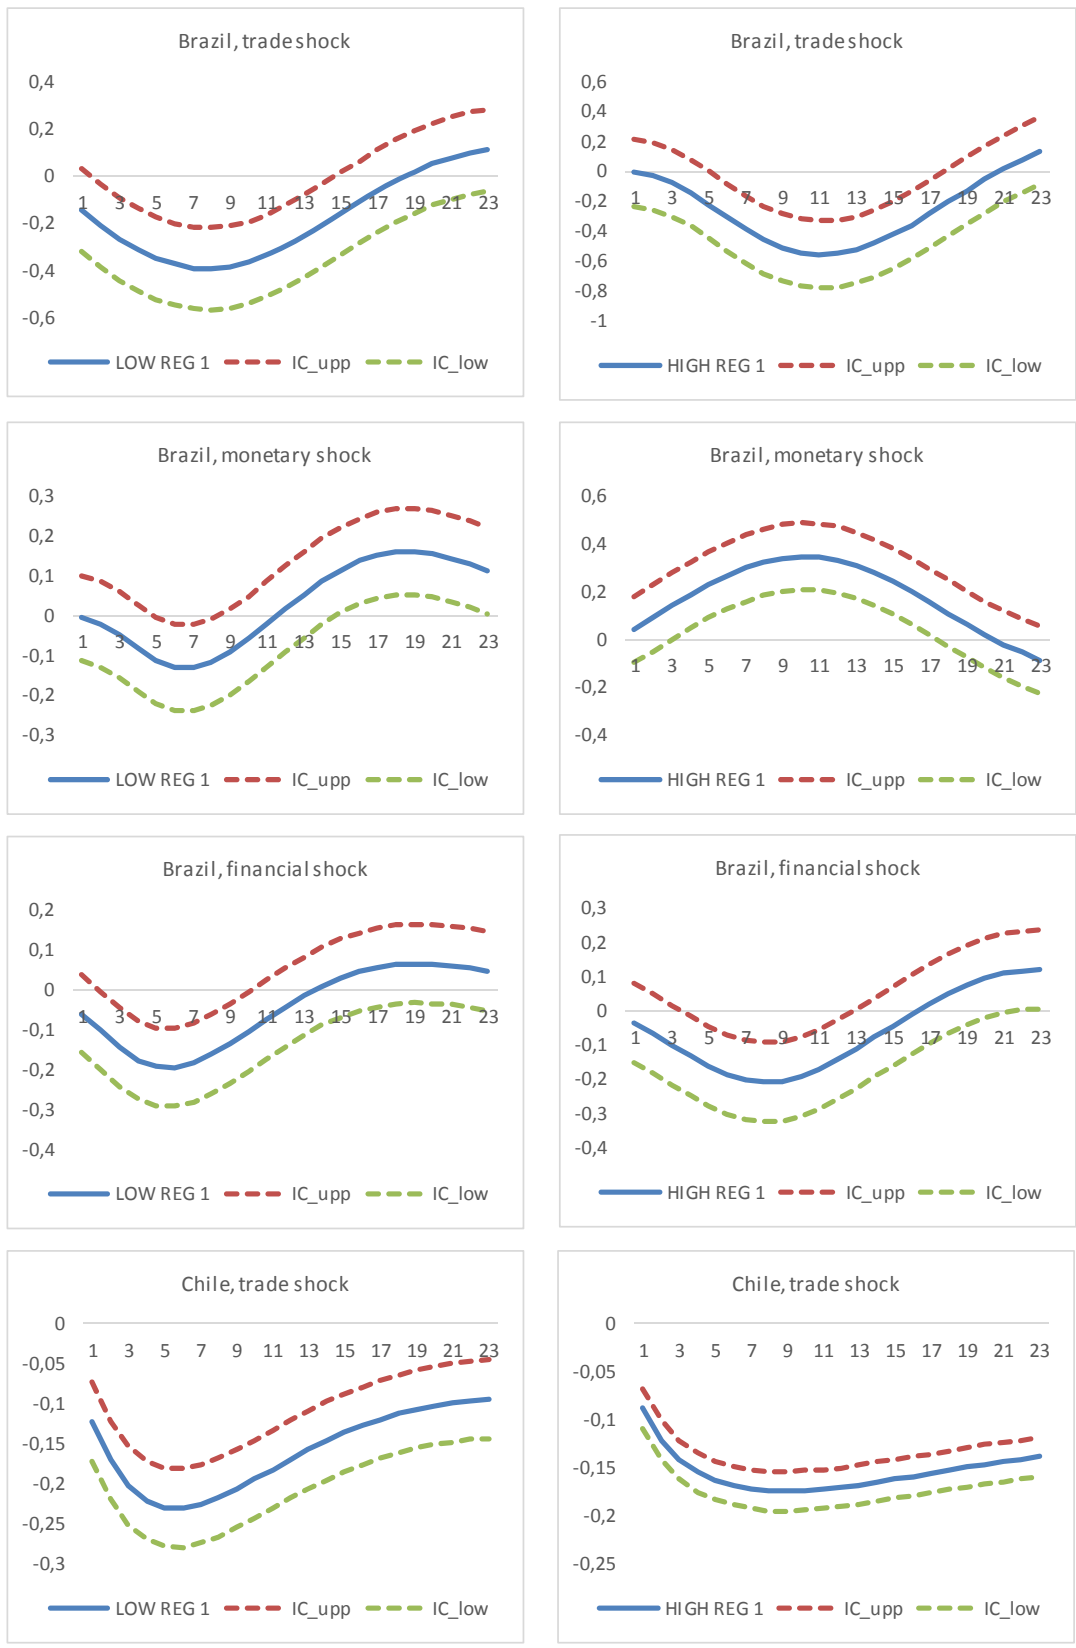 Brazil, trade shock
0,4
0,2
0
-0,2
-0,4
-0,6
1 3 5 7 9 11 13 15 17 19 21 23
LOW REG 1 IC_upp IC_low
Brazil, trade shock
0,6
0,4
0,2
0
-0,2
-0,4
-0,6
-0,8
-1
1 3 5 7 9 11 13 15 17 19 21 23
HIGH REG 1 IC_upp IC_low
Brazil, monetary shock
0,3
0,2
0,1
0
-0,1
-0,2
-0,3
1 3 5 7 9 11 13 15 17 19 21 23
LOW REG 1 IC_upp IC_low
Brazil, monetary shock
0,6
0,4
0,2
0
-0,2
-0,4
1 3 5 7 9 11 13 15 17 19 21 23
HIGH REG 1 IC_upp IC_low
Brazil, financial shock
0,2
0,1
0
-0,1
-0,2
-0,3
-0,4
1 3 5 7 9 11 13 15 17 19 21 23
LOW REG 1 IC_upp IC_low
Brazil, financial shock
0,3
0,2
0,1
0
-0,1
-0,2
-0,3
-0,4
1 3 5 7 9 11 13 15 17 19 21 23
HIGH REG 1 IC_upp IC_low
Chile, trade shock
0
-0,05
-0,1
-0,15
-0,2
-0,25
-0,3
1 3 5 7 9 11 13 15 17 19 21 23
LOW REG 1 IC_upp IC_low
Chile, trade shock
0
-0,05
-0,1
-0,15
-0,2
-0,25
1 3 5 7 9 11 13 15 17 19 21 23
HIGH REG 1 IC_upp IC_low